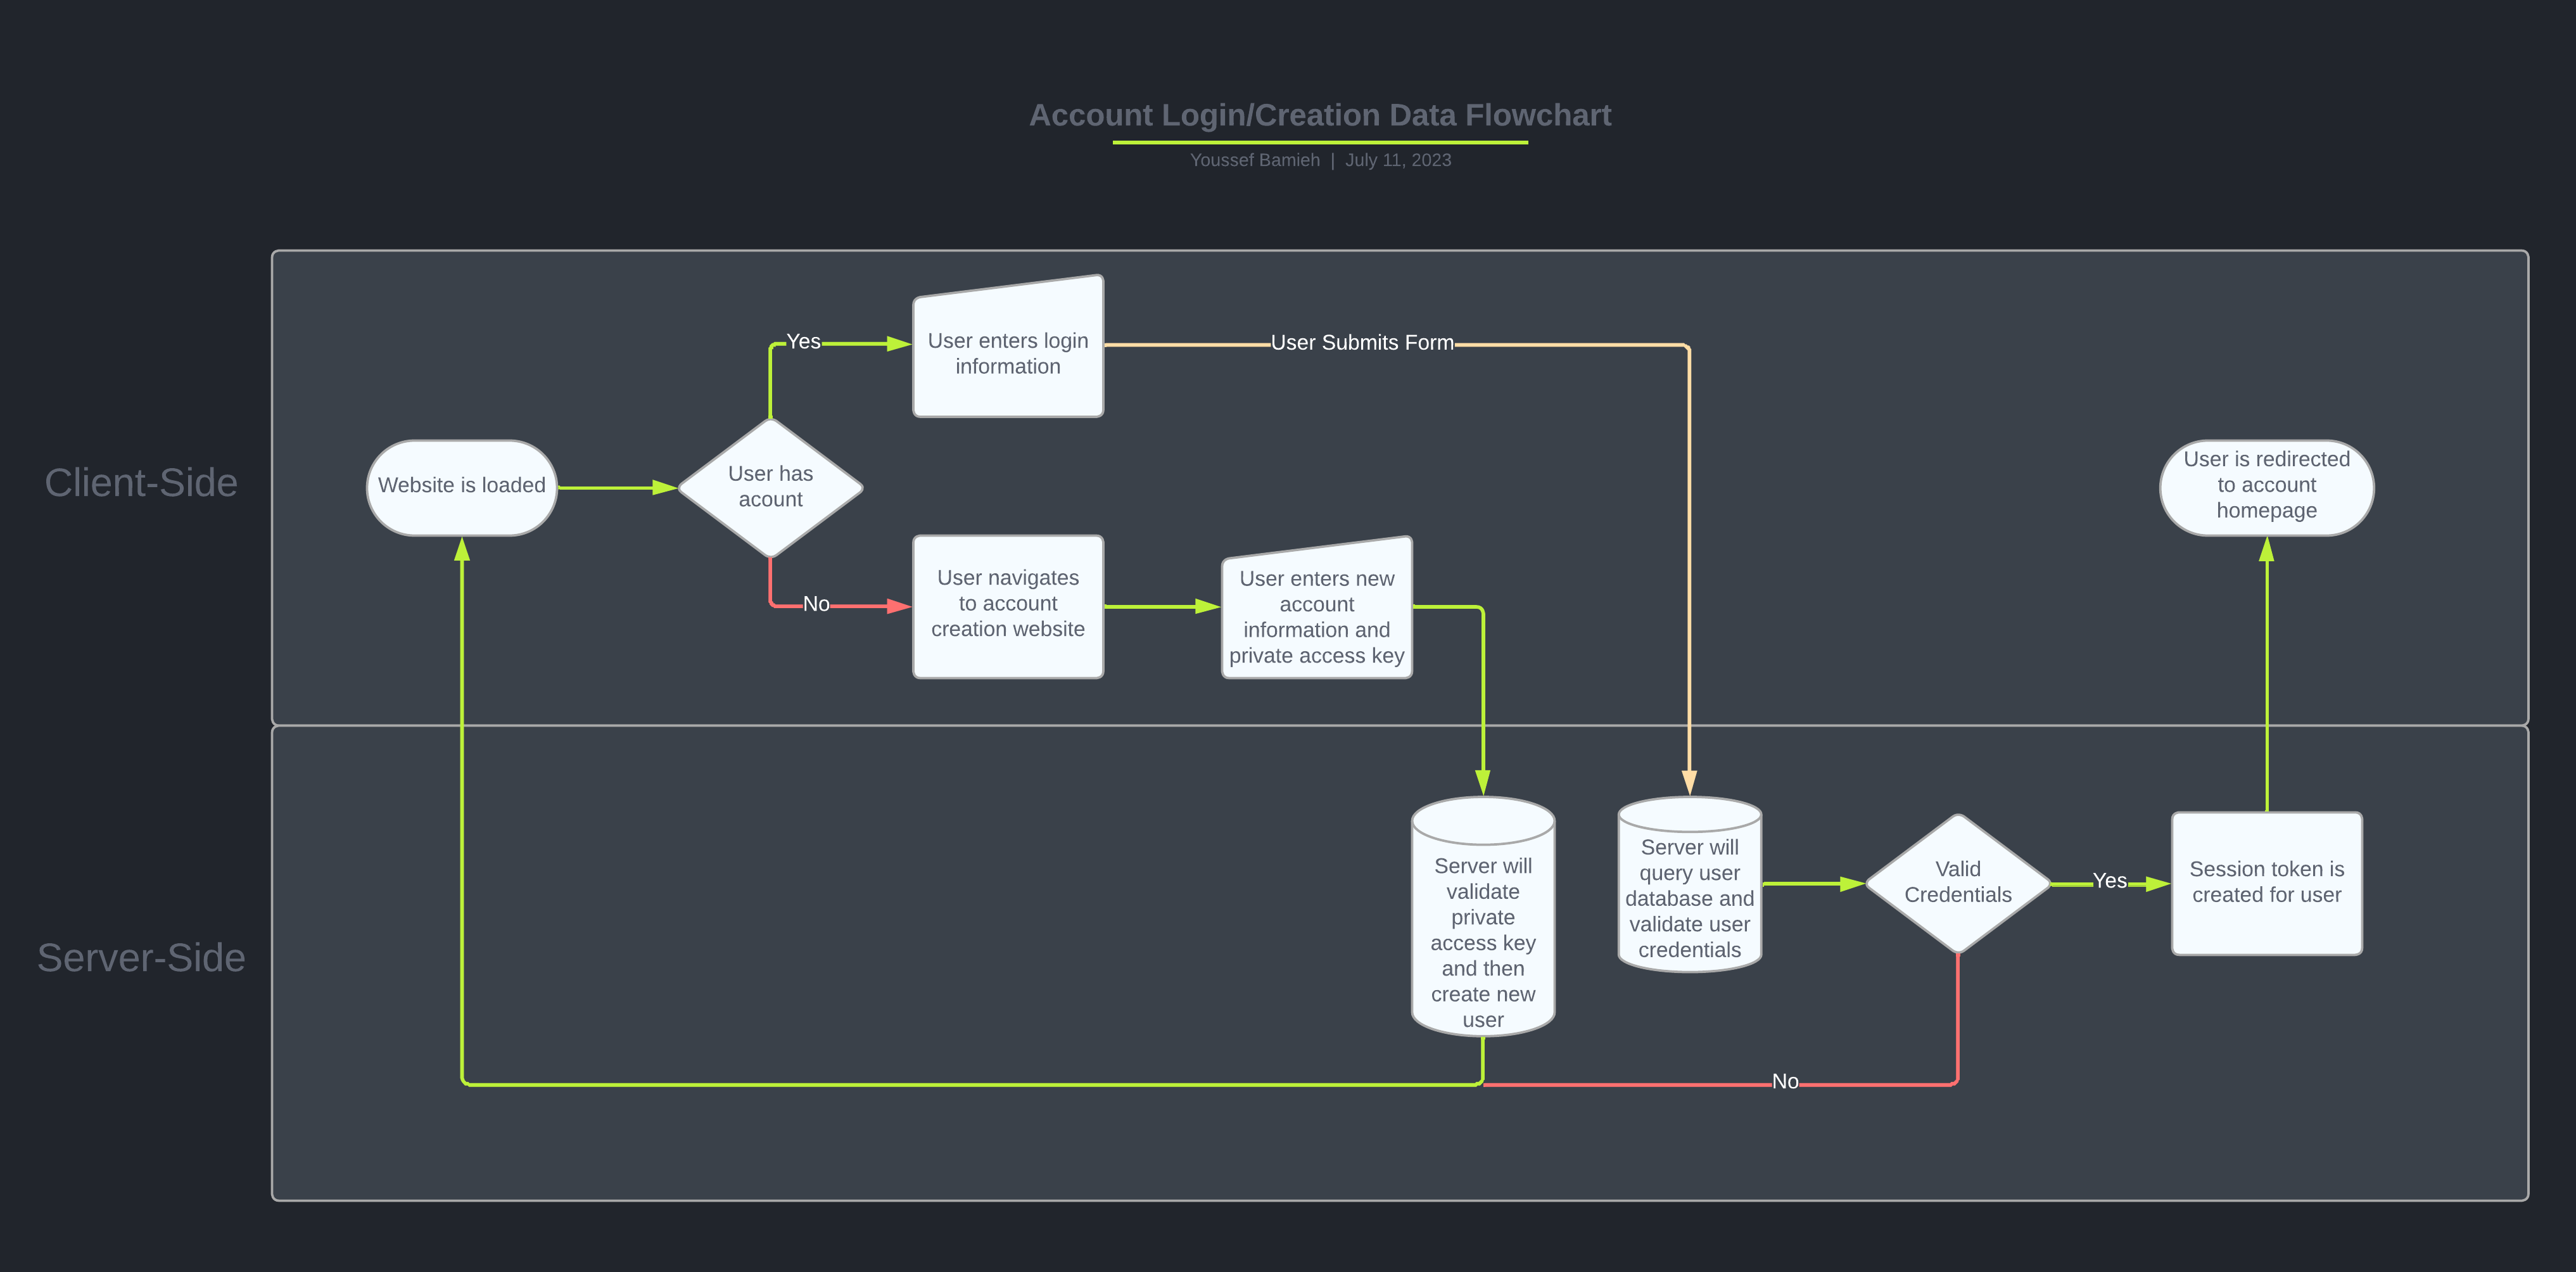 Account Login/Creation Data Flowchart
Youssef Bamieh | July 11, 2023
Client-Side
Website is loaded
User has
acount
Yes
User enters login
information
User Submits Form
No
User navigates
to account
creation website
User enters new
account
information and
private access key
User is redirected
to account
homepage
Server-Side
Server will
validate
private
access key
and then
create new
user
Server will
query user
database and
validate user
credentials
Valid
Credentials
Yes
Session token is
created for user
No